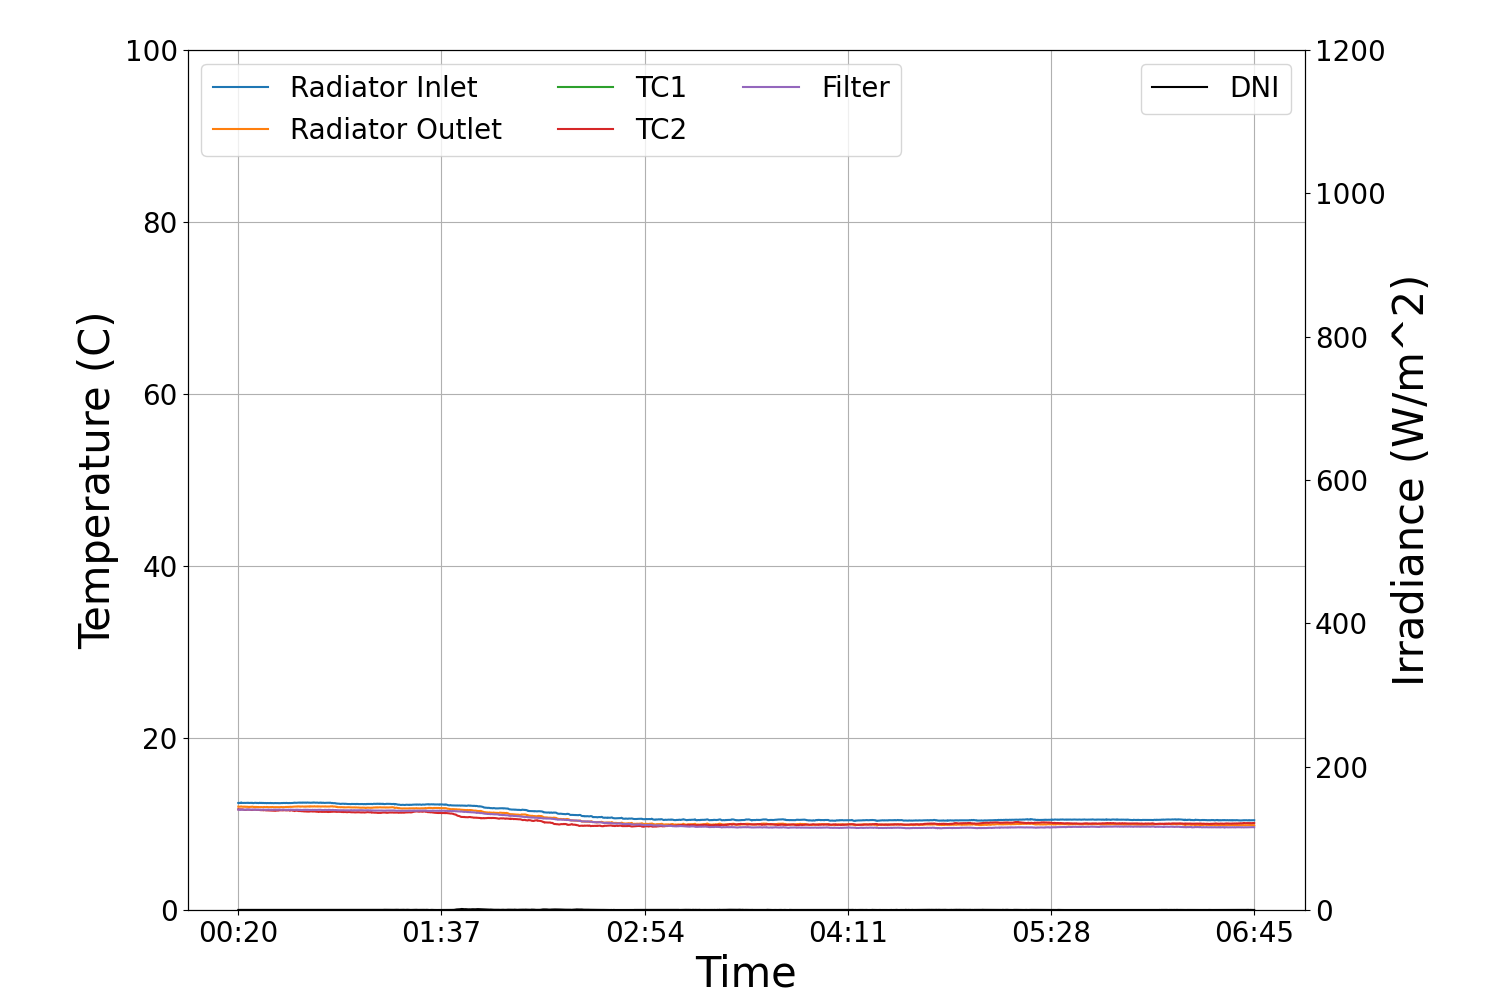 100
80
60
40
20
0
Temperature (C)
Radiator Inlet
Radiator Outlet
TC1
TC2
Filter
DNI
1200
1000
800
600
400
200
0
Irradiance (W/m^2)
00:20 01:37 02:54 04:11 05:28 06:45
Time